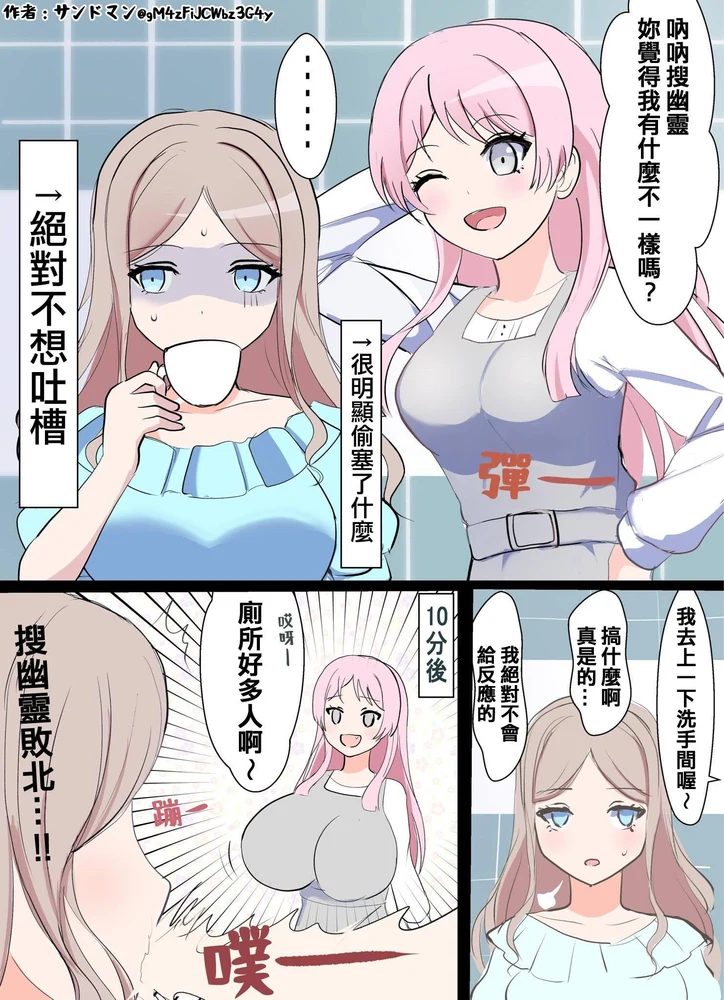 作者：サンドマン@gM4zFiJCWbz3G4y
吶吶搜幽靈
妳覺得我有什麼不一樣嗎？
……
→很明顯偷塞了什麼
→絕對不想吐槽
彈一
我去上一下洗手間喔～
搞什麼啊
真是的…
我絕對不會
給反應的
10分後
哎呀ー
廁所好多人啊～
蹦一
搜幽靈敗北…!!
噗一